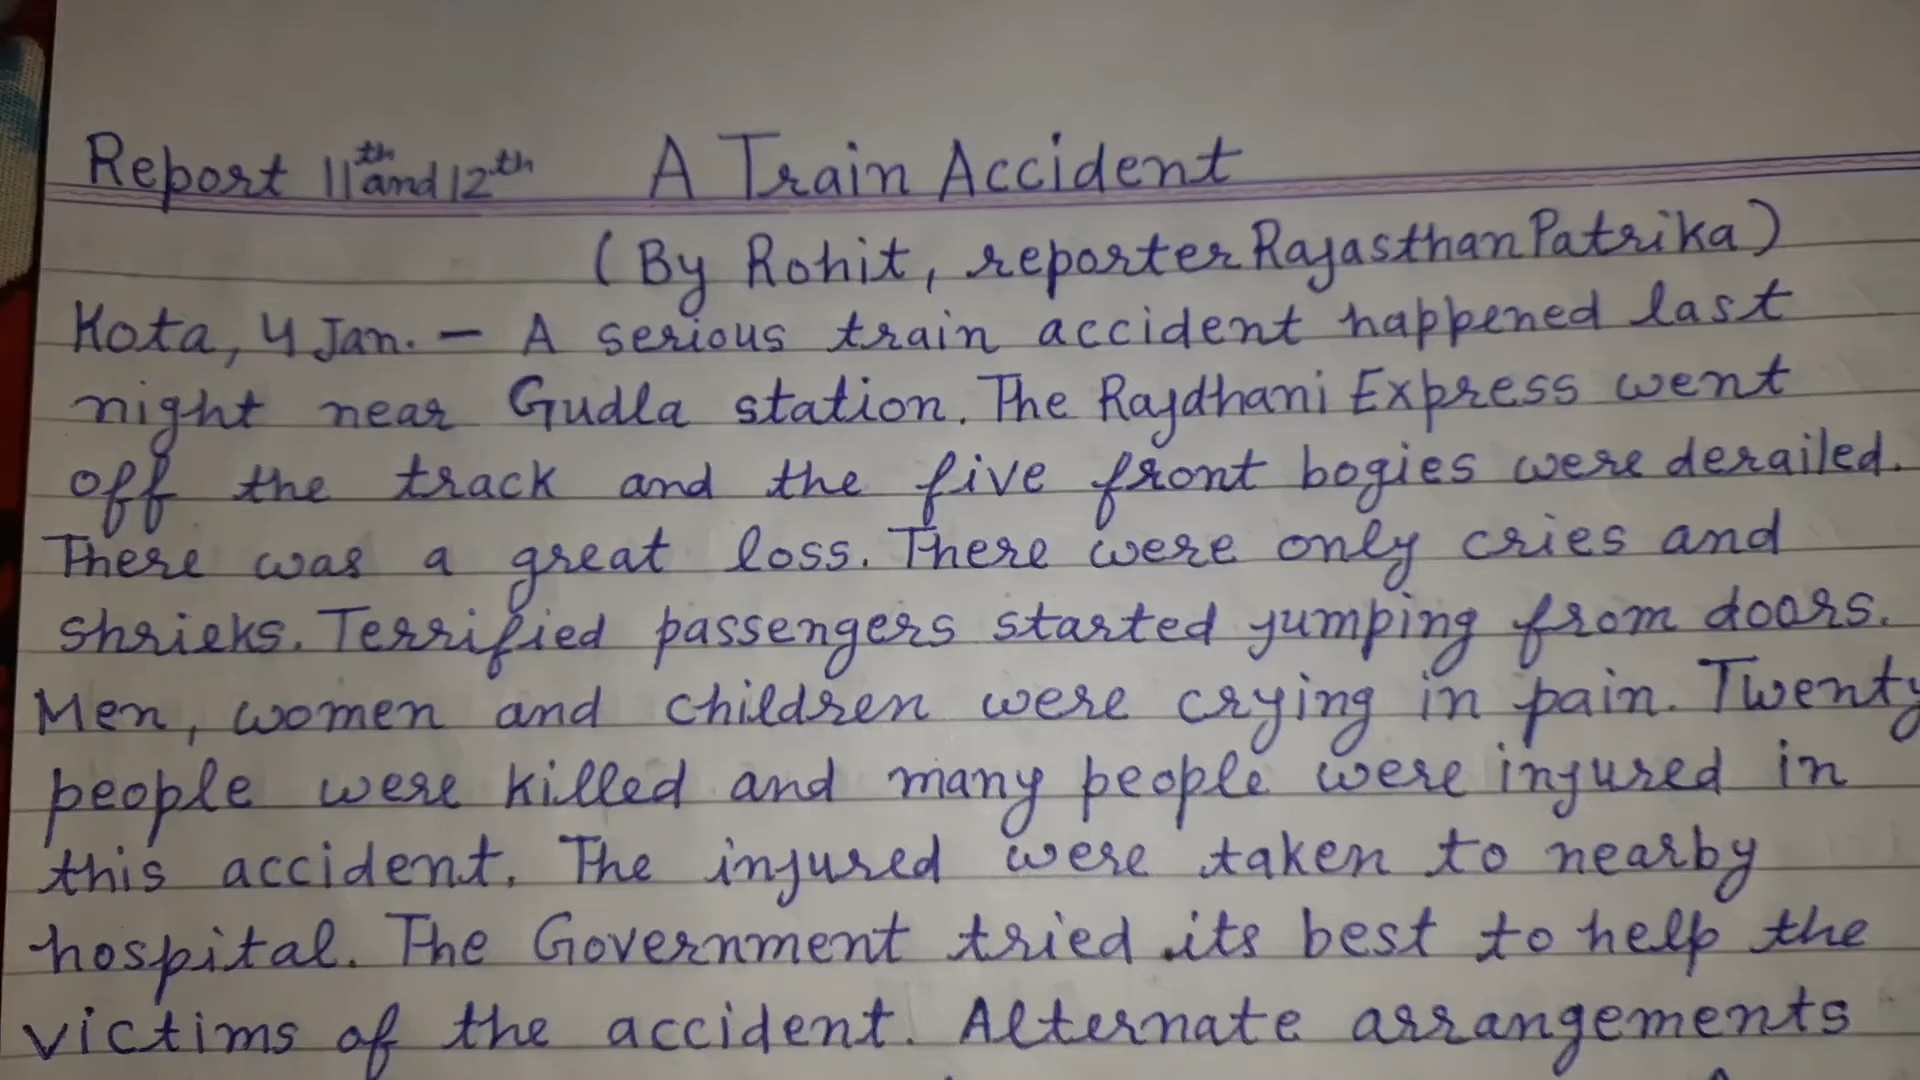 Report 11th and 12th A Train Accident
(By Rohit, reporter Rajasthan Patrika)
Kota, 4 Jan. – A serious train accident happened last
night near Gudla station. The Rajdhani Express went
off the track and the five front bogies were derailed.
There was a great loss. There were only cries and
shrieks. Terrified passengers started jumping from doors.
Men, women and children were crying in pain. Twenty
people were killed and many people were injured in
this accident. The injured were taken to nearby
hospital. The Government tried its best to help the
victims of the accident. Alternate arrangements